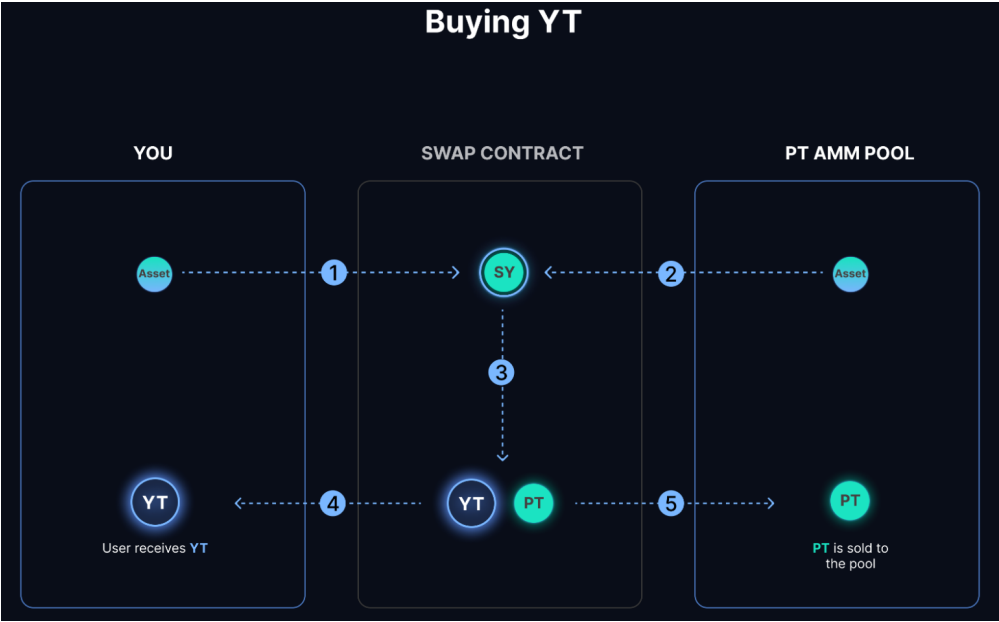 Buying YT
YOU
SWAP CONTRACT
PT AMM POOL
Asset
1
SY
2
Asset
3
YT
4
YT
PT
5
PT
User receives YT
PT is sold to
the pool